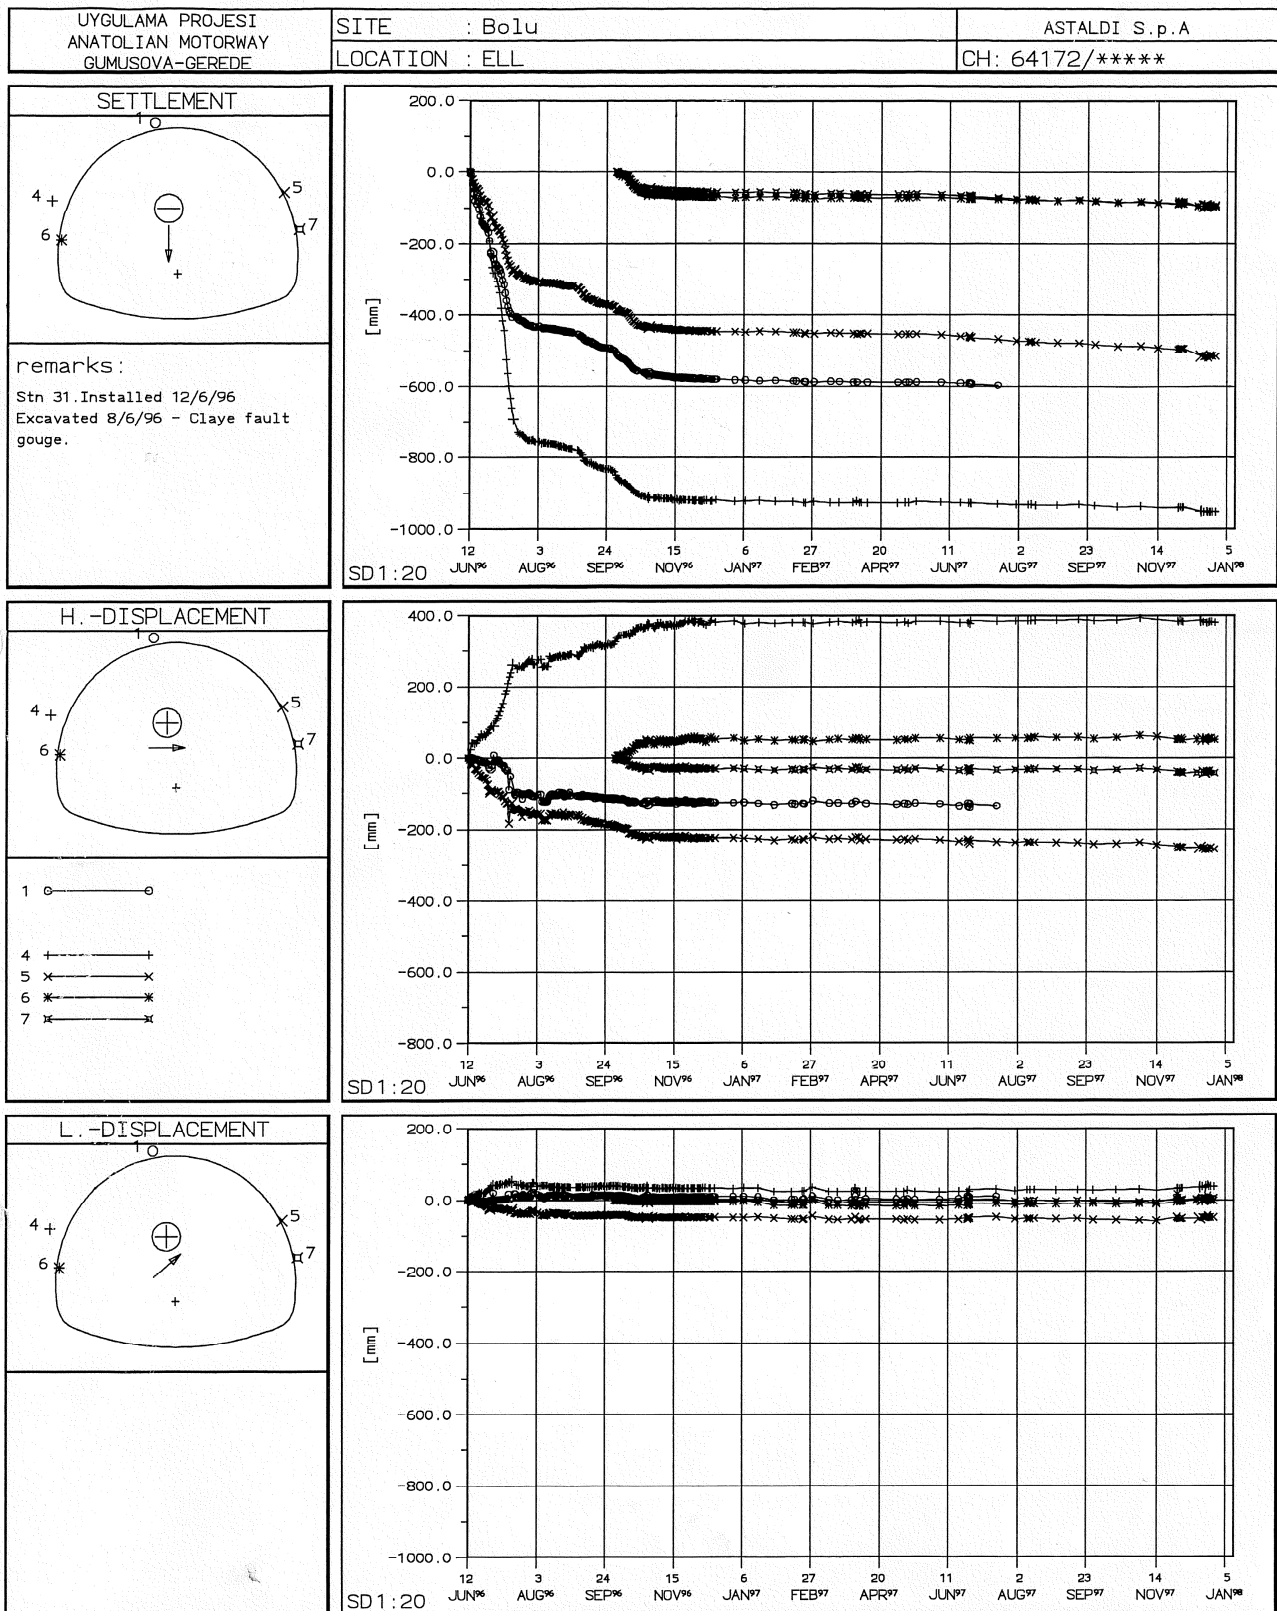 UYGULAMA PROJESI
ANATOLIAN MOTORWAY
GUMUSOVA-GEREDE
SITE : Bolu
LOCATION : ELL
ASTALDI S.p.A
CH: 64172/*****
SETTLEMENT
1
4
5
6
7
remarks:
Stn 31.Installed 12/6/96
Excavated 8/6/96 - Claye fault
gouge.
200.0
0.0
-200.0
-400.0
-600.0
-800.0
-1000.0
[mm]
12 3 24 15 6 27 20 11 2 23 14 5
JUN96 AUG96 SEP96 NOV96 JAN97 FEB97 APR97 JUN97 AUG97 SEP97 NOV97 JAN98
SD1:20
H.-DISPLACEMENT
1
4
5
6
7
1
4
5
6
7
400.0
200.0
0.0
-200.0
-400.0
-600.0
-800.0
[mm]
12 3 24 15 6 27 20 11 2 23 14 5
JUN96 AUG96 SEP96 NOV96 JAN97 FEB97 APR97 JUN97 AUG97 SEP97 NOV97 JAN98
SD1:20
L.-DISPLACEMENT
1
4
5
6
7
200.0
0.0
-200.0
-400.0
-600.0
-800.0
-1000.0
[mm]
12 3 24 15 6 27 20 11 2 23 14 5
JUN96 AUG96 SEP96 NOV96 JAN97 FEB97 APR97 JUN97 AUG97 SEP97 NOV97 JAN98
SD1:20